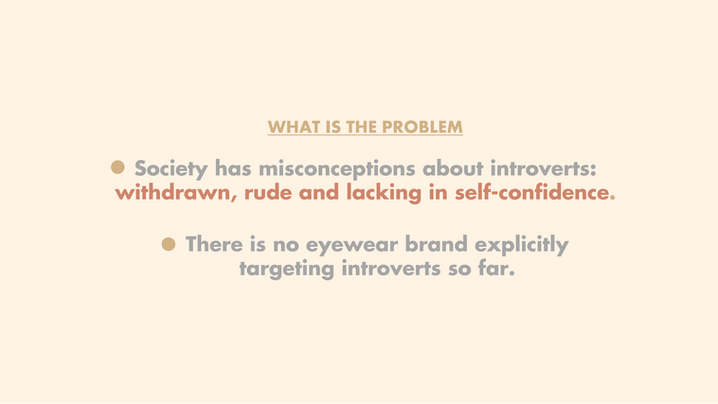 WHAT IS THE PROBLEM
Society has misconceptions about introverts:
withdrawn, rude and lacking in self-confidence.
There is no eyewear brand explicitly
targeting introverts so far.